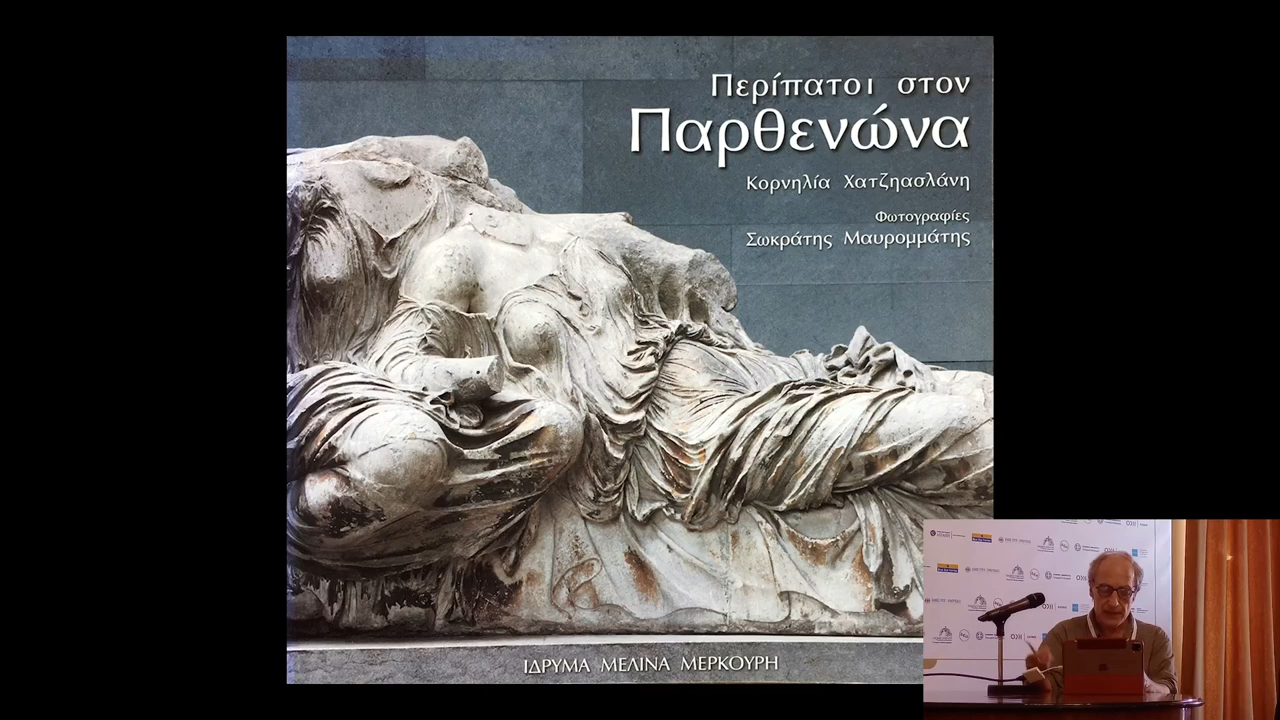 Περίπατοι στον
Παρθενώνα
Κορνηλία Χατζηασλάνη
Φωτογραφίες
Σωκράτης Μαυρομμάτης
ΙΔΡΥΜΑ ΜΕΛΙΝΑ ΜΕΡΚΟΥΡΗ